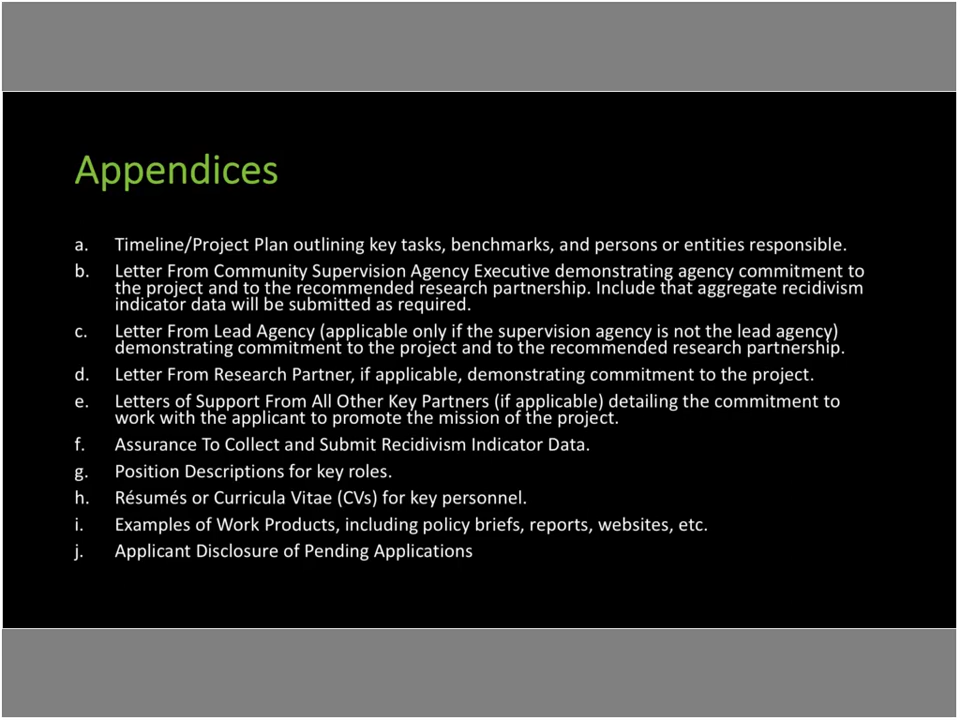 Appendices
a. Timeline/Project Plan outlining key tasks, benchmarks, and persons or entities responsible.
b. Letter From Community Supervision Agency Executive demonstrating agency commitment to
the project and to the recommended research partnership. Include that aggregate recidivism
indicator data will be submitted as required.
c. Letter From Lead Agency (applicable only if the supervision agency is not the lead agency)
demonstrating commitment to the project and to the recommended research partnership.
d. Letter From Research Partner, if applicable, demonstrating commitment to the project.
e. Letters of Support From All Other Key Partners (if applicable) detailing the commitment to
work with the applicant to promote the mission of the project.
f. Assurance To Collect and Submit Recidivism Indicator Data.
g. Position Descriptions for key roles.
h. Résumés or Curricula Vitae (CVs) for key personnel.
i. Examples of Work Products, including policy briefs, reports, websites, etc.
j. Applicant Disclosure of Pending Applications